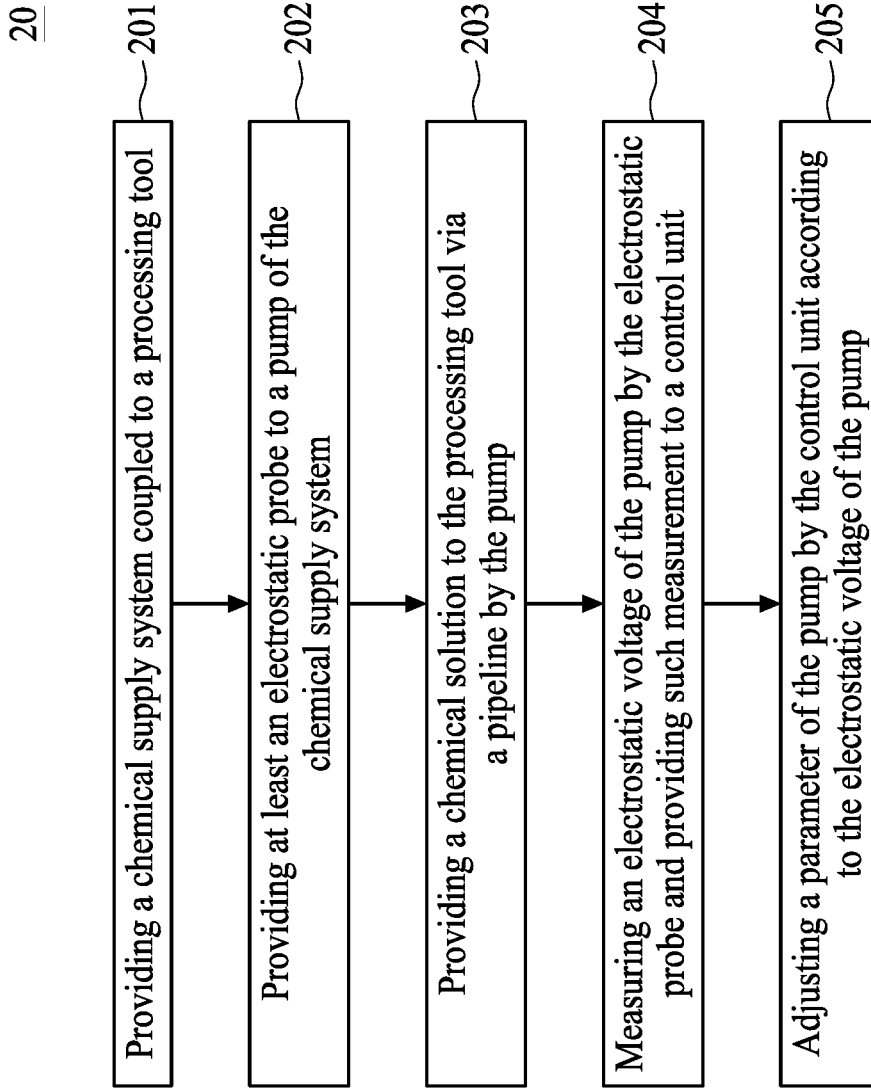 20
Providing a chemical supply system coupled to a processing tool
201
Providing at least an electrostatic probe to a pump of the
chemical supply system
202
Providing a chemical solution to the processing tool via
a pipeline by the pump
203
Measuring an electrostatic voltage of the pump by the electrostatic
probe and providing such measurement to a control unit
204
Adjusting a parameter of the pump by the control unit according
to the electrostatic voltage of the pump
205